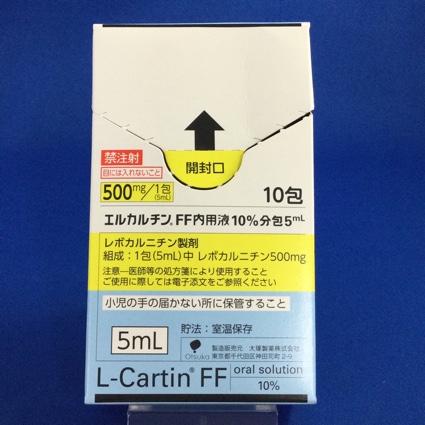 開封口
禁注射
目には入れないこと
500mg/1包
(5mL)
10包
エルカルチン®FF内用液10%分包5mL
レボカルニチン製剤
組成：1包(5mL)中 レボカルニチン500mg
注意―医師等の処方箋により使用すること
ご使用に際しては電子添文をご参照ください
小児の手の届かない所に保管すること
貯法：室温保存
5mL
Otsuka
製造販売元 大塚製薬株式会社
東京都千代田区神田司町2-9
L-Cartin® FF
oral solution
10%